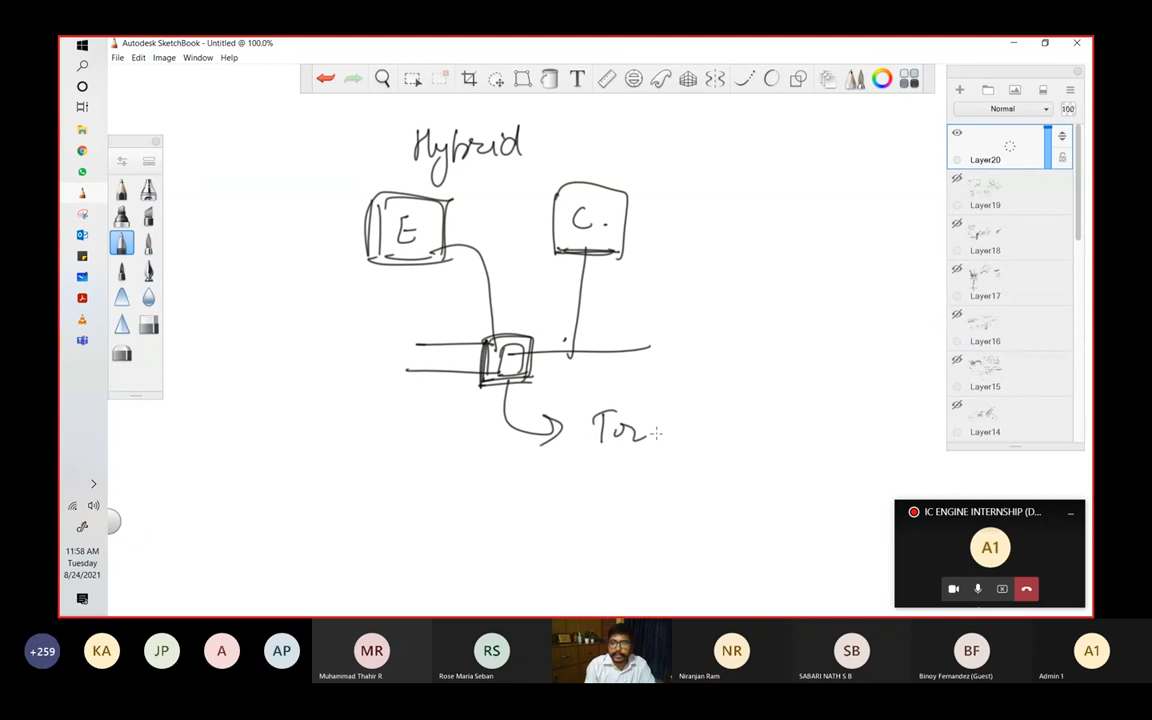 Autodesk SketchBook - Untitled @ 100.0%
File Edit Image Window Help
T
Normal 100
Hybrid
E
C.
Tor
Layer20
Layer19
Layer18
Layer17
Layer16
Layer15
Layer14
11:58 AM
Tuesday
8/24/2021
IC ENGINE INTERNSHIP (D...
A1
+259 KA JP A AP MR RS NR SB BF A1
Muhammad Thahir R Rose Maria Seban Niranjan Ram SABARI NATH S B Binoy Fernandez (Guest) Admin 1